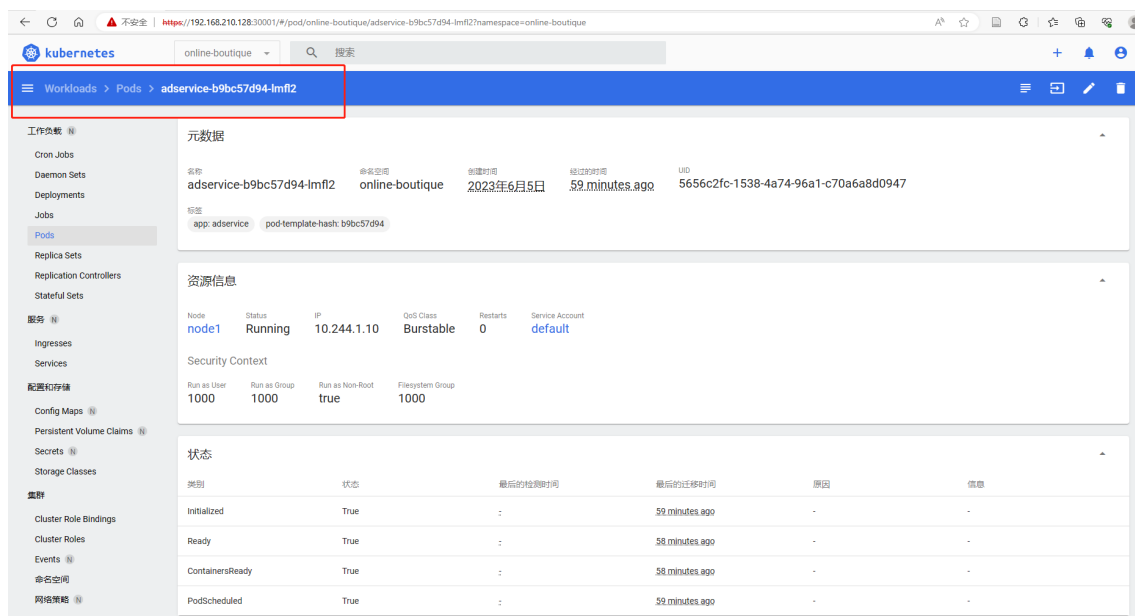 不安全 https://192.168.210.128:30001/#/pod/online-boutique/adservice-b9bc57d94-lmfl2?namespace=online-boutique
kubernetes online-boutique 搜索
Workloads > Pods > adservice-b9bc57d94-lmfl2
工作负载 N
Cron Jobs
Daemon Sets
Deployments
Jobs
Pods
Replica Sets
Replication Controllers
Stateful Sets
服务 N
Ingresses
Services
配置和存储
Config Maps N
Persistent Volume Claims N
Secrets N
Storage Classes
集群
Cluster Role Bindings
Cluster Roles
Events N
命名空间
网络策略 N
元数据
名称 命名空间 创建时间 经过的时间 UID
adservice-b9bc57d94-lmfl2 online-boutique 2023年6月5日 59 minutes ago 5656c2fc-1538-4a74-96a1-c70a6a8d0947
标签
app: adservice pod-template-hash: b9bc57d94
资源信息
Node Status IP QoS Class Restarts Service Account
node1 Running 10.244.1.10 Burstable 0 default
Security Context
Run as User Run as Group Run as Non-Root Filesystem Group
1000 1000 true 1000
状态
类别 状态 最后的检测时间 最后的迁移时间 原因 信息
Initialized True - 59 minutes ago - -
Ready True - 58 minutes ago - -
ContainersReady True - 58 minutes ago - -
PodScheduled True - 59 minutes ago - -